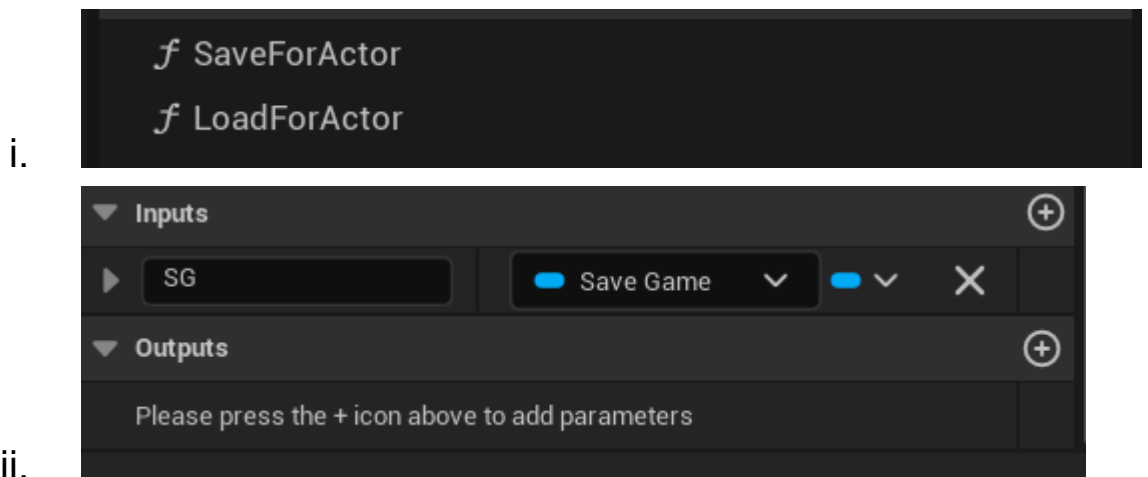 SaveForActor
LoadForActor
i.
Inputs
SG Save Game
Outputs
Please press the + icon above to add parameters
ii.